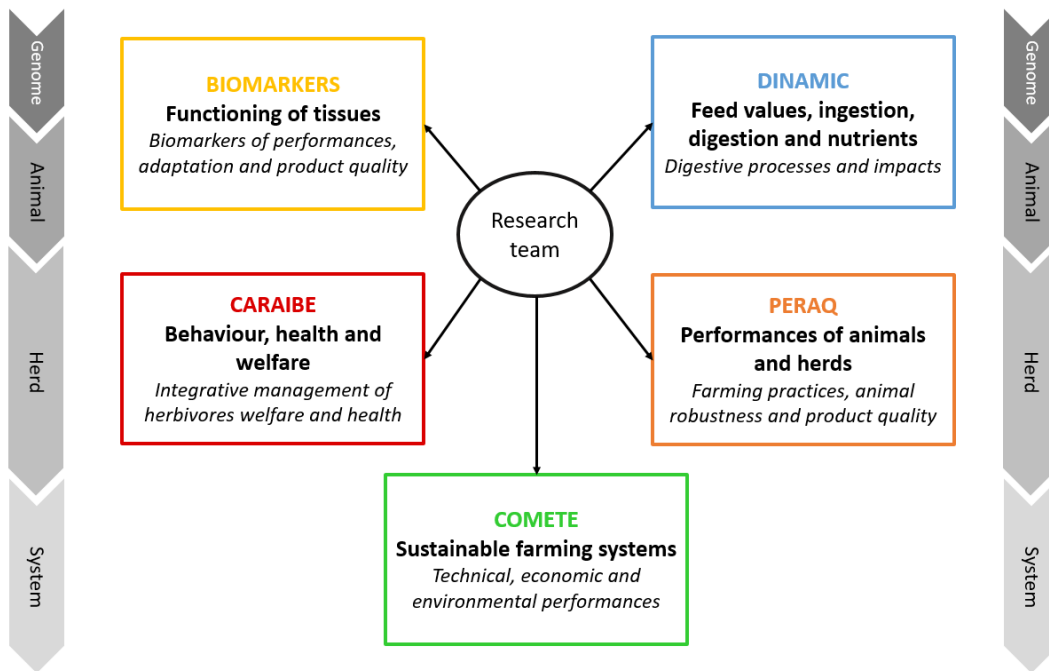 Genome
Animal
Herd
System
BIOMARKERS
Functioning of tissues
Biomarkers of performances,
adaptation and product quality
DINAMIC
Feed values, ingestion,
digestion and nutrients
Digestive processes and impacts
Research
team
CARAIBE
Behaviour, health and
welfare
Integrative management of
herbivores welfare and health
PERAQ
Performances of animals
and herds
Farming practices, animal
robustness and product quality
COMETE
Sustainable farming systems
Technical, economic and
environmental performances
Genome
Animal
Herd
System